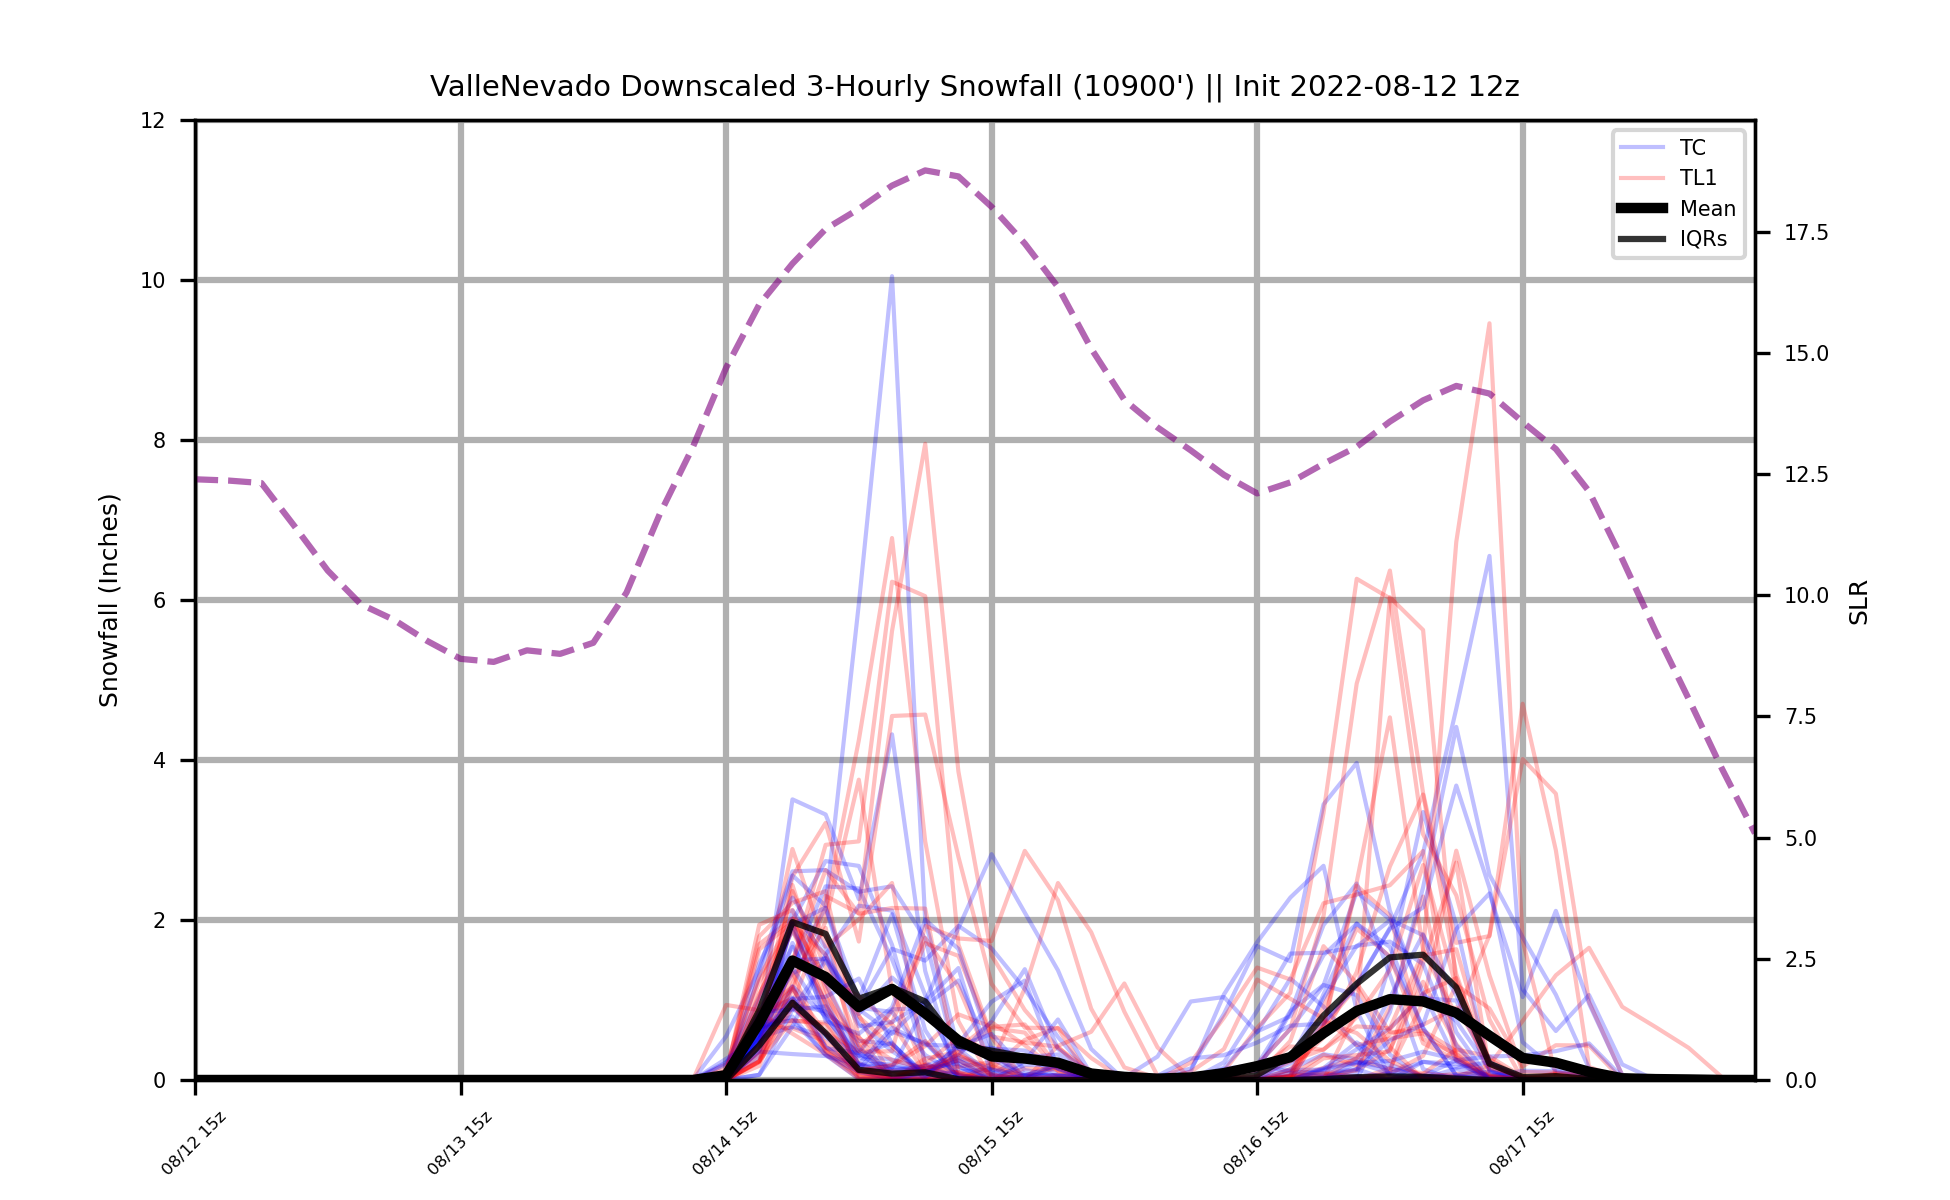 ValleNevado Downscaled 3-Hourly Snowfall (10900') || Init 2022-08-12 12z
TC
TL1
Mean
IQRs
Snowfall (Inches)
12
10
8
6
4
2
0
SLR
17.5
15.0
12.5
10.0
7.5
5.0
2.5
0.0
08/12 15z
08/13 15z
08/14 15z
08/15 15z
08/16 15z
08/17 15z